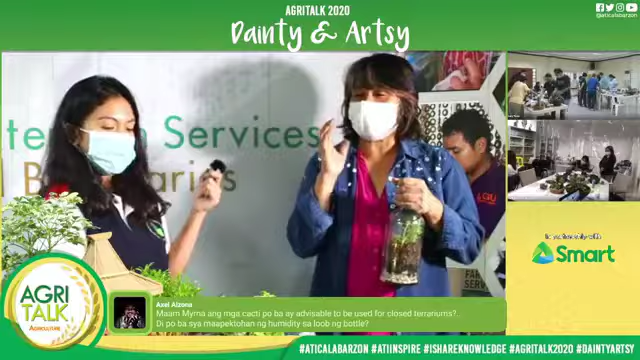 AGRITALK 2020
Dainty & Artsy
@aticalabarzon
Services
AGRI
TALK
AGRICULTURE
Axel Alzona
Maam Myrna ang mga cacti po ba ay advisable to be used for closed terrariums?..
Di po ba sya maapektohan ng humidity sa loob ng bottle?
Smart
#ATICALABARZON #ATIINSPIRE #ISHAREKNOWLEDGE #AGRITALK2020 #DAINTYARTSY